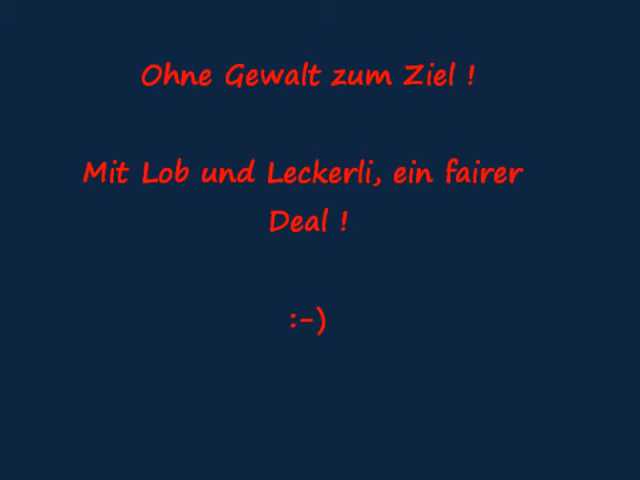 Ohne Gewalt zum Ziel !
Mit Lob und Leckerli, ein fairer
Deal !
:-)